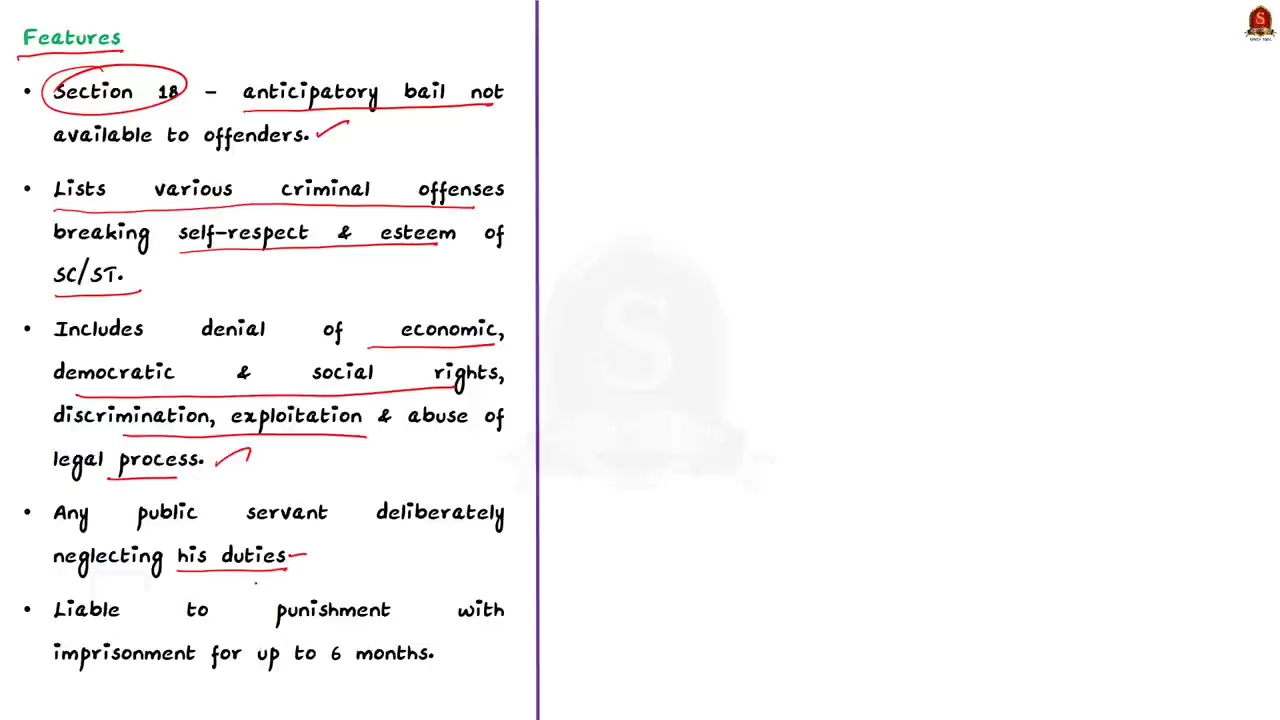 Features
• Section 18 - anticipatory bail not
available to offenders.
• Lists various criminal offenses
breaking self-respect & esteem of
SC/ST.
• Includes denial of economic,
democratic & social rights,
discrimination, exploitation & abuse of
legal process.
• Any public servant deliberately
neglecting his duties
• Liable to punishment with
imprisonment for up to 6 months.